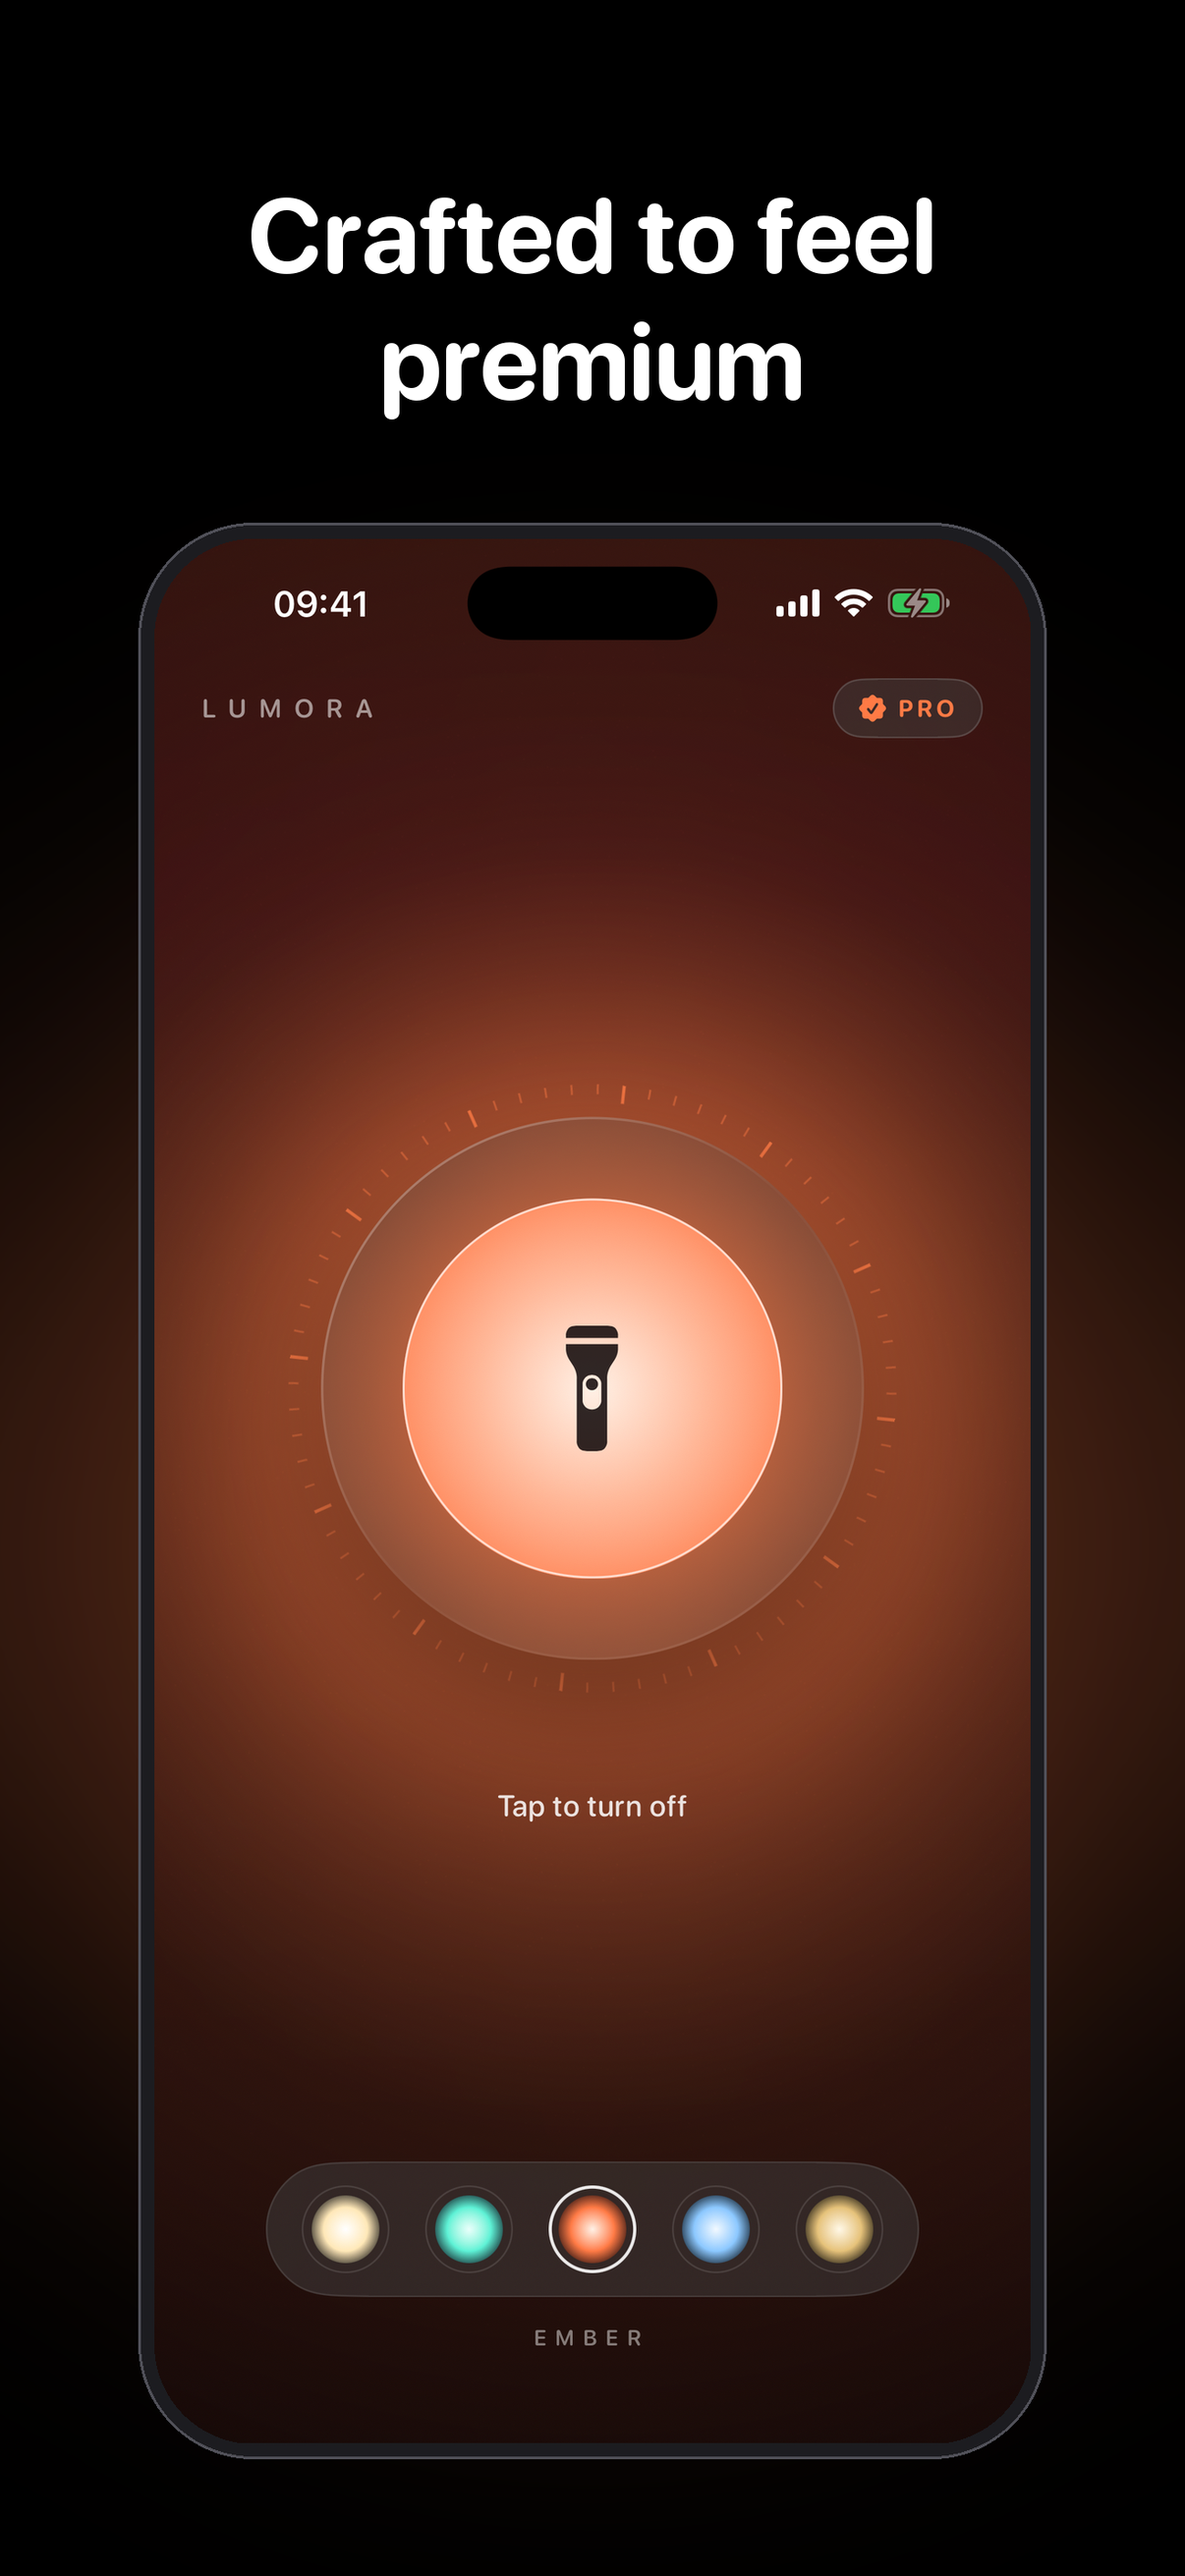 Crafted to feel
premium
09:41
LUMORA
PRO
Tap to turn off
EMBER